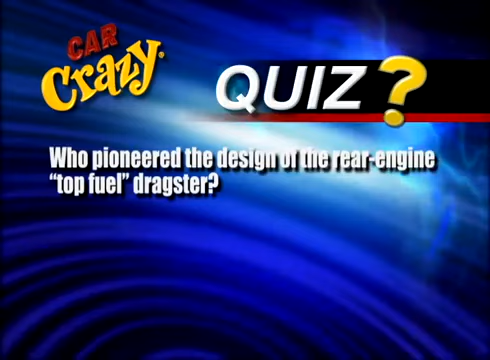 CAR
Crazy®
QUIZ?
Who pioneered the design of the rear-engine
“top fuel” dragster?